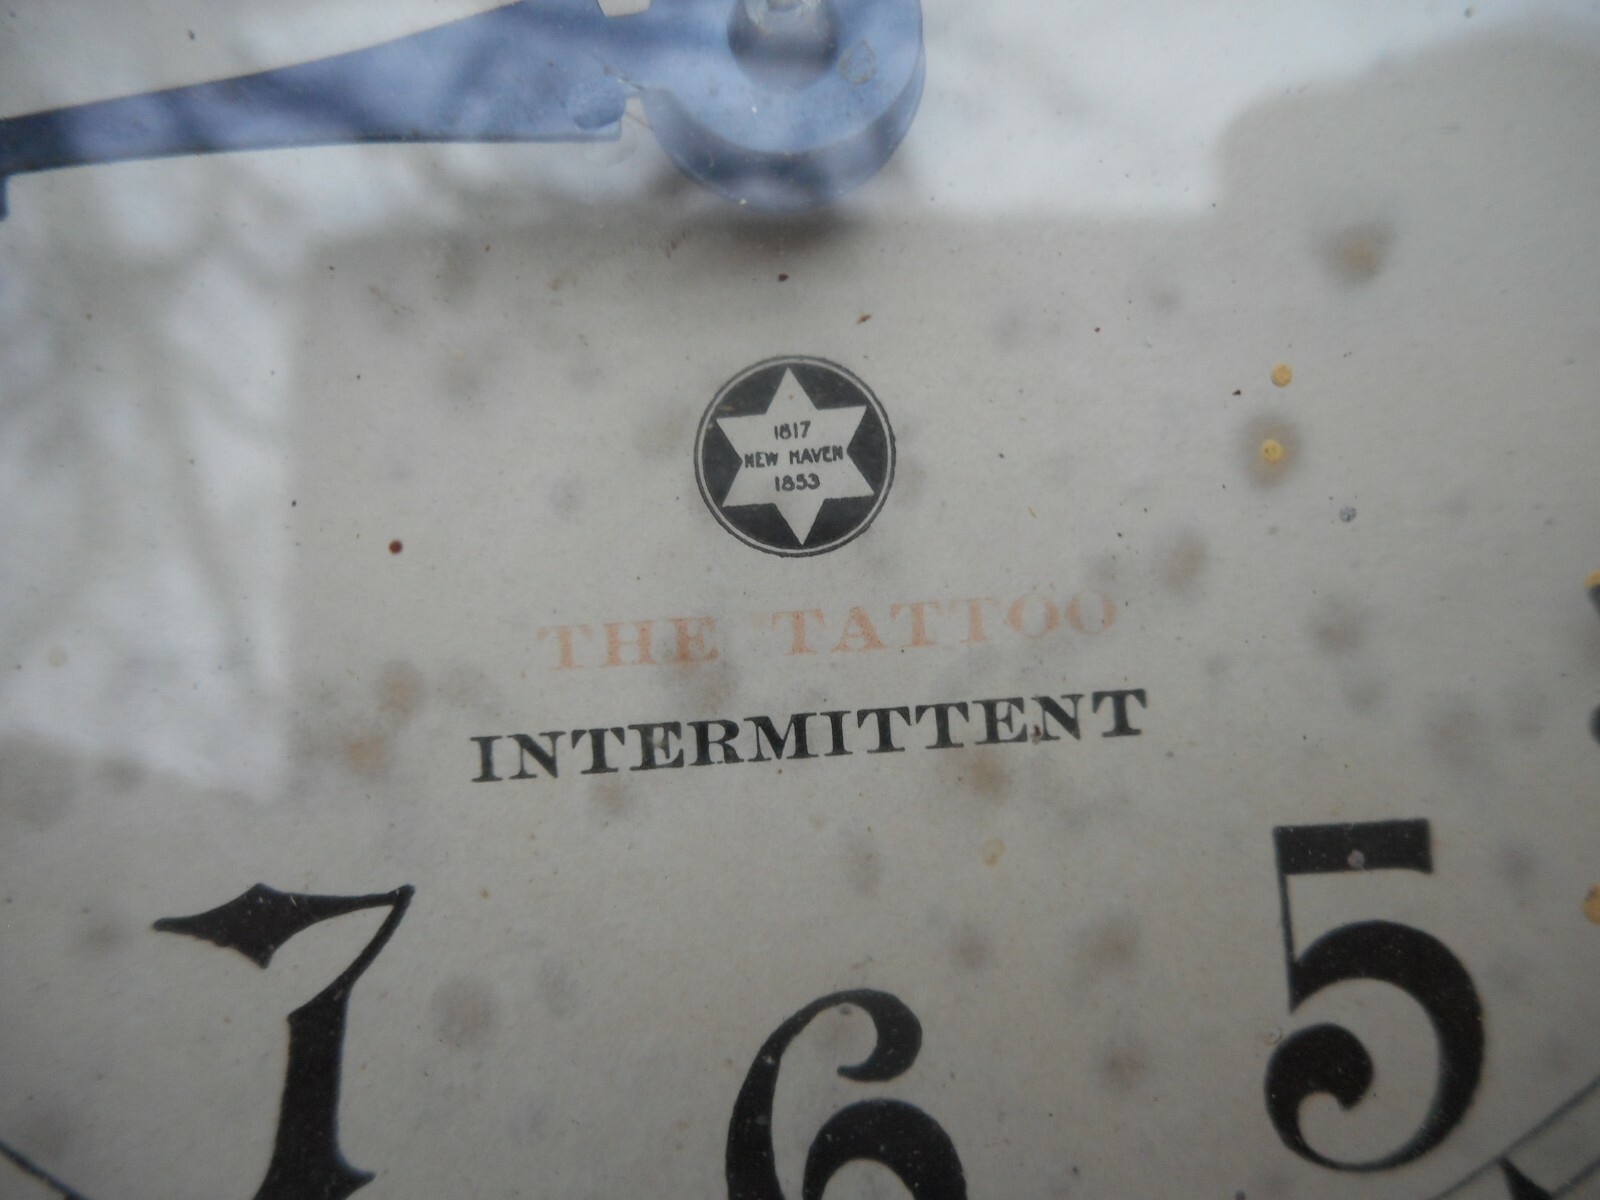 1817
NEW HAVEN
1853
THE TATTOO
INTERMITTENT
7 6 5